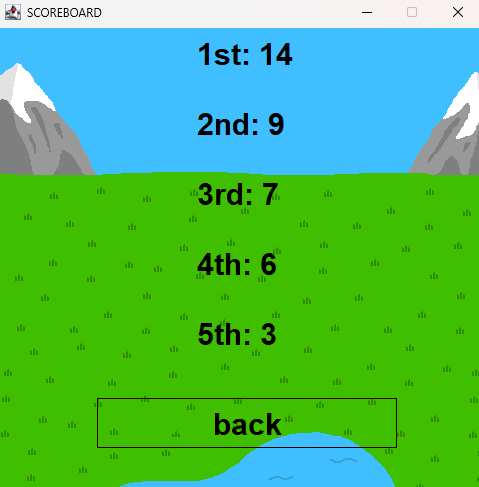 SCOREBOARD
1st: 14
2nd: 9
3rd: 7
4th: 6
5th: 3
back